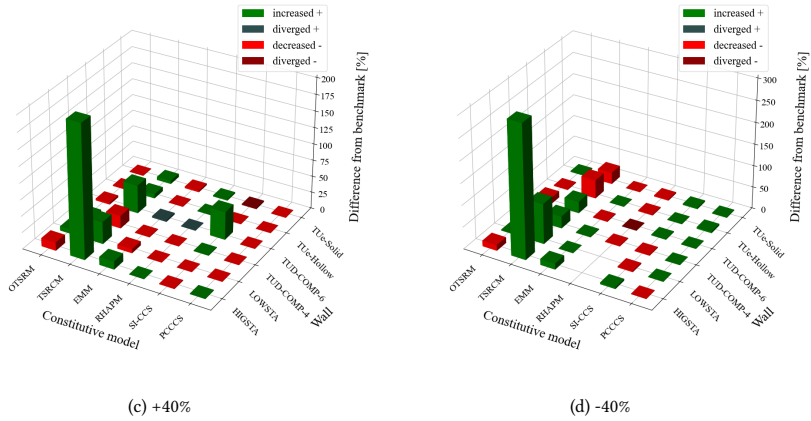 increased +
diverged +
decreased -
diverged -
200
175
150
125
100
75
50
25
0
Difference from benchmark [%]
OTSRM
TSRCM
EMM
RHAPM
SI-CCS
PCCCS
Constitutive model
TUe-Solid
TUe-Hollow
TUD-COMP-6
TUD-COMP-4
LOWSTA
HIGSTA
Wall
(c) +40%
increased +
diverged +
decreased -
diverged -
300
250
200
150
100
50
0
Difference from benchmark [%]
OTSRM
TSRCM
EMM
RHAPM
SI-CCS
PCCCS
Constitutive model
TUe-Solid
TUe-Hollow
TUD-COMP-6
TUD-COMP-4
LOWSTA
HIGSTA
Wall
(d) -40%